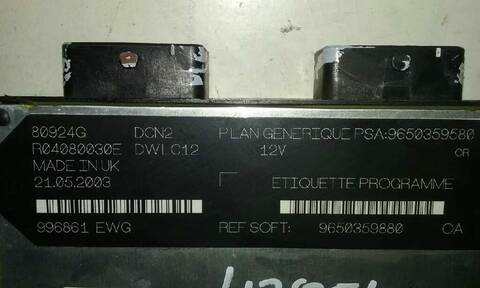 80924G DCN2 PLAN GENERIQUE PSA:9650359580
R04080030E DWLC12 12V CR
MADE IN UK
21.05.2003 ETIQUETTE PROGRAMME
996861 EWG REF SOFT: 9650359880 CA